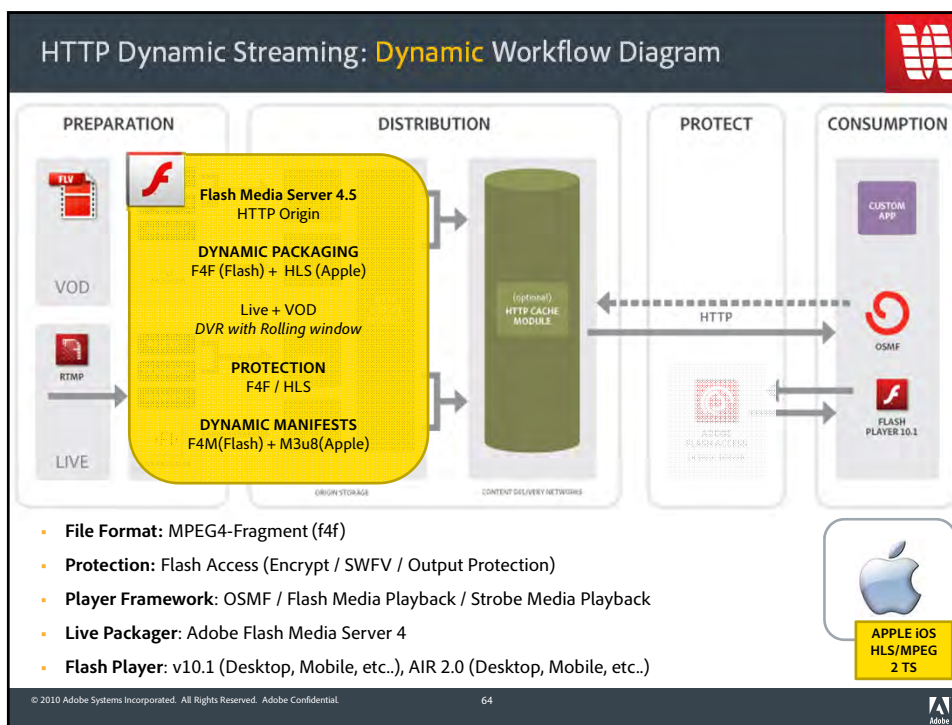 HTTP Dynamic Streaming: Dynamic Workflow Diagram
PREPARATION
DISTRIBUTION
PROTECT
CONSUMPTION
FLV
VOD
RTMP
LIVE
Flash Media Server 4.5
HTTP Origin
DYNAMIC PACKAGING
F4F (Flash) + HLS (Apple)
Live + VOD
DVR with Rolling window
PROTECTION
F4F / HLS
DYNAMIC MANIFESTS
F4M(Flash) + M3u8(Apple)
ORIGIN STORAGE
(optional)
HTTP CACHE
MODULE
CONTENT DELIVERY NETWORKS
HTTP
ADOBE
FLASH ACCESS
CUSTOM
APP
OSMF
FLASH
PLAYER 10.1
▪ File Format: MPEG4-Fragment (f4f)
▪ Protection: Flash Access (Encrypt / SWFV / Output Protection)
▪ Player Framework: OSMF / Flash Media Playback / Strobe Media Playback
▪ Live Packager: Adobe Flash Media Server 4
▪ Flash Player: v10.1 (Desktop, Mobile, etc..), AIR 2.0 (Desktop, Mobile, etc..)
APPLE iOS
HLS/MPEG
2 TS
© 2010 Adobe Systems Incorporated. All Rights Reserved. Adobe Confidential.
64
Adobe